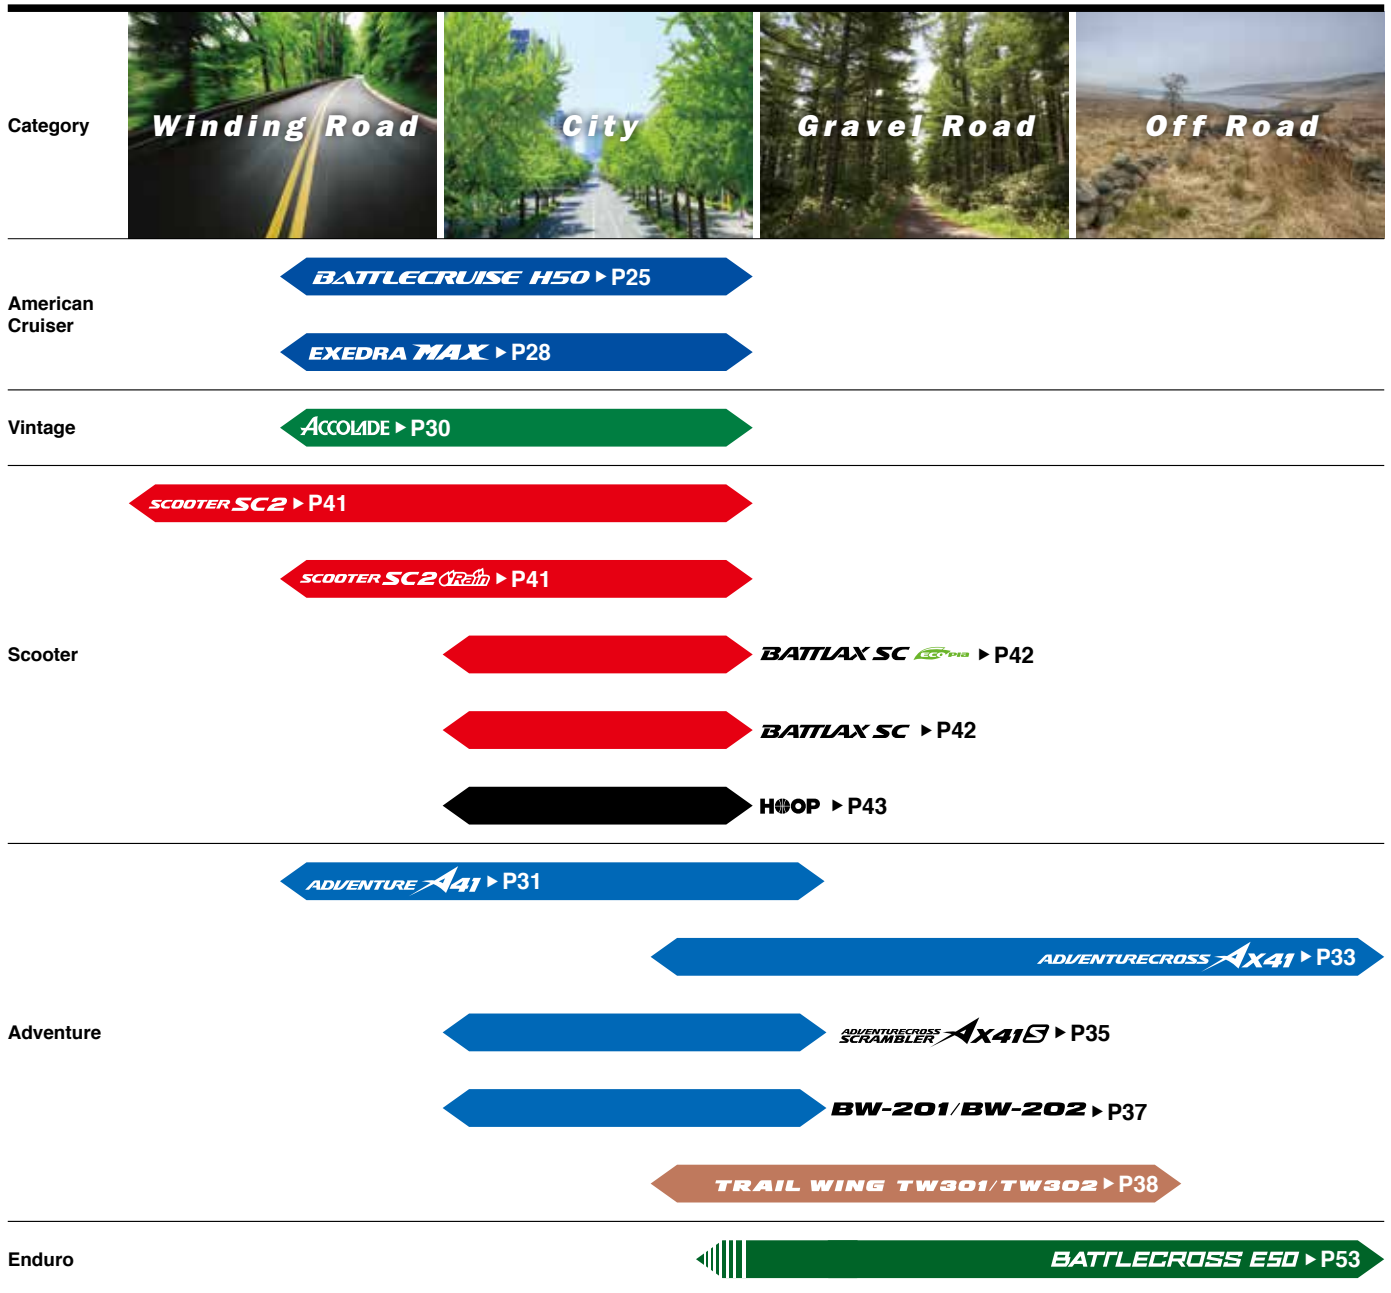 Category
Winding Road
City
Gravel Road
Off Road
American
Cruiser
BATTLECRUISE H50 ▶ P25
EXEDRA MAX ▶ P28
Vintage
ACCOLADE ▶ P30
Scooter
SCOOTER SC2 ▶ P41
SCOOTER SC2 Rain ▶ P41
BATTLAX SC ECOPIA ▶ P42
BATTLAX SC ▶ P42
HOOP ▶ P43
Adventure
ADVENTURE A41 ▶ P31
ADVENTURECROSS AX41 ▶ P33
ADVENTURECROSS
SCRAMBLER AX41S ▶ P35
BW-201/BW-202 ▶ P37
TRAIL WING TW301/TW302 ▶ P38
Enduro
BATTLECROSS E50 ▶ P53